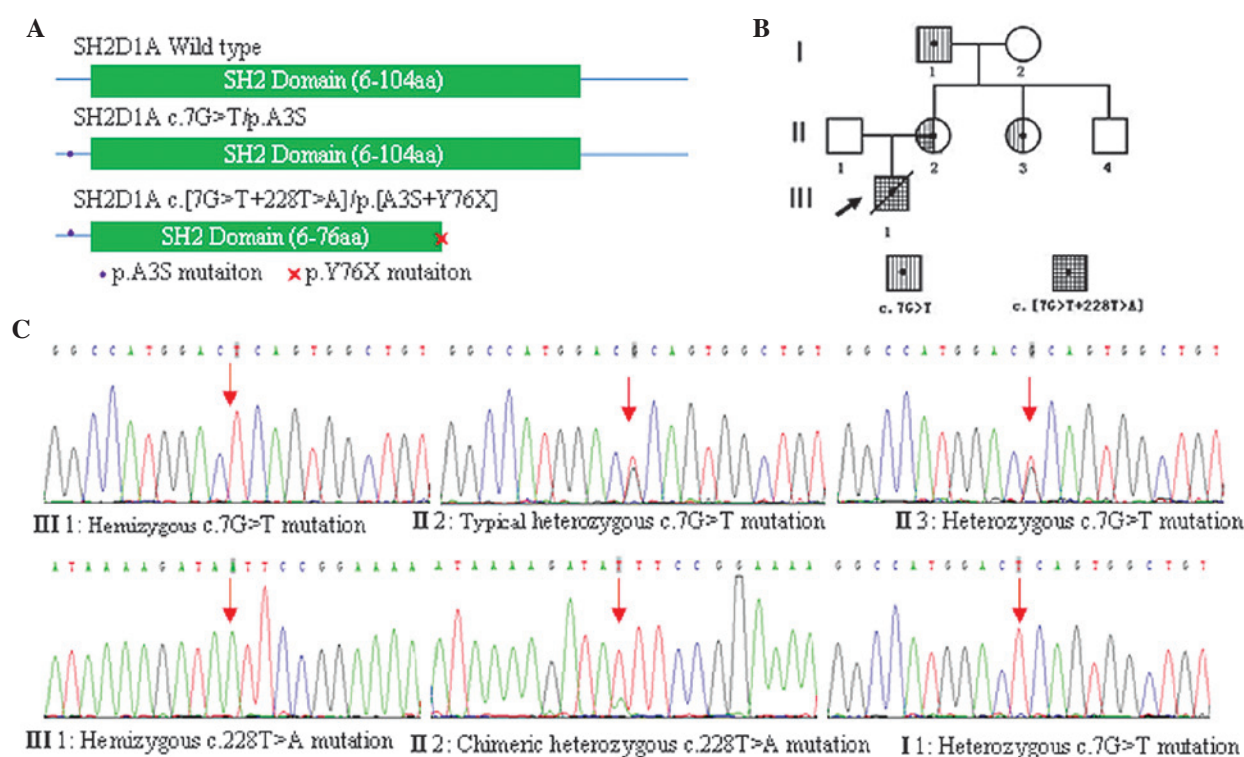 A
SH2D1A Wild type
SH2 Domain (6-104aa)
SH2D1A c.7G>T/p.A3S
SH2 Domain (6-104aa)
SH2D1A c.[7G>T+228T>A]/p.[A3S+Y76X]
SH2 Domain (6-76aa)
p.A3S mutaiton
p.Y76X mutaiton
B
I
1
2
II
1
2
3
4
III
1
c.7G>T
c.[7G>T+228T>A]
C
G G C C A T G G A C T C A G T G G C T G T
G G C C A T G G A C G C A G T G G C T G T
G G C C A T G G A C G C A G T G G C T G T
III 1: Hemizygous c.7G>T mutation
II 2: Typical heterozygous c.7G>T mutation
II 3: Heterozygous c.7G>T mutation
A T A A A A G A T A A T T C C G G A A A A
A T A A A A G A T A T T T C C G G A A A A
G G C C A T G G A C T C A G T G G C T G T
III 1: Hemizygous c.228T>A mutation
II 2: Chimeric heterozygous c.228T>A mutation
I 1: Heterozygous c.7G>T mutation